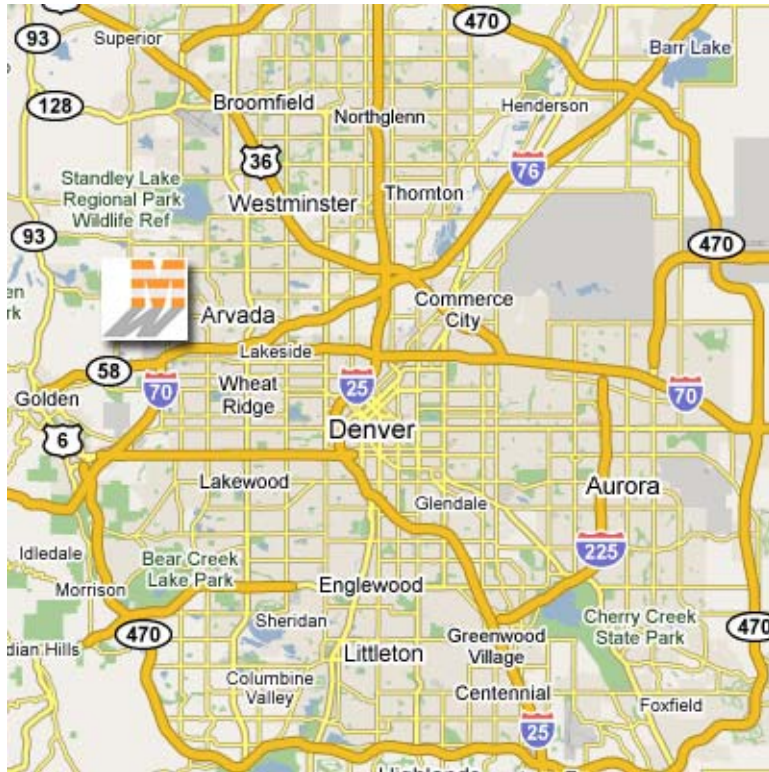 470
93
Superior
Barr Lake
128
Broomfield
Northglenn
Henderson
36
76
Standley Lake
Regional Park
Wildlife Ref
Thornton
Westminster
93
470
Commerce
City
Arvada
Lakeside
58
70
Wheat
Ridge
25
70
Golden
Denver
6
Lakewood
Glendale
Aurora
225
Idledale
Bear Creek
Lake Park
Morrison
Englewood
Sheridan
Cherry Creek
State Park
470
Greenwood
Village
470
dian Hills
Littleton
Columbine
Valley
Centennial
Foxfield
25